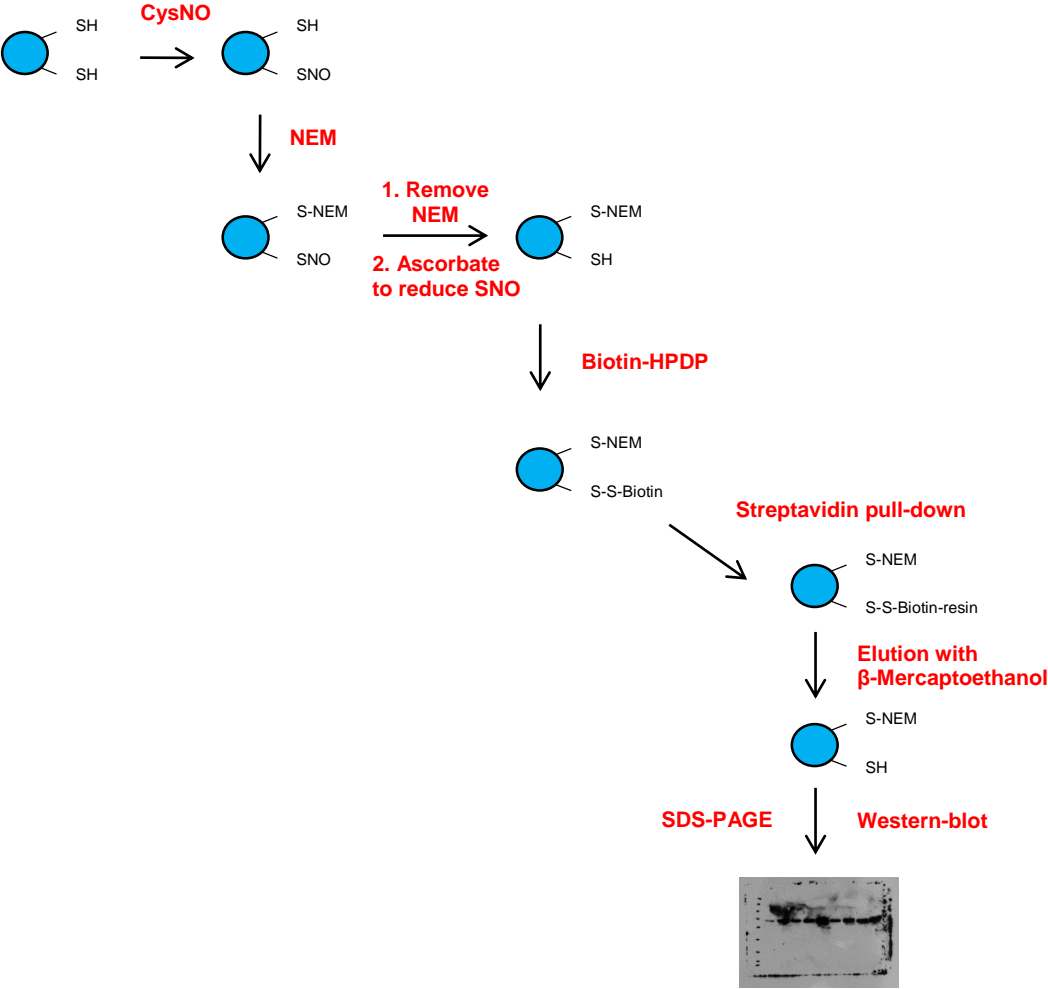 CysNO
SH
SH
SH
SNO
NEM
S-NEM
SNO
1. Remove
NEM
2. Ascorbate
to reduce SNO
S-NEM
SH
Biotin-HPDP
S-NEM
S-S-Biotin
Streptavidin pull-down
S-NEM
S-S-Biotin-resin
Elution with
β-Mercaptoethanol
S-NEM
SH
SDS-PAGE
Western-blot